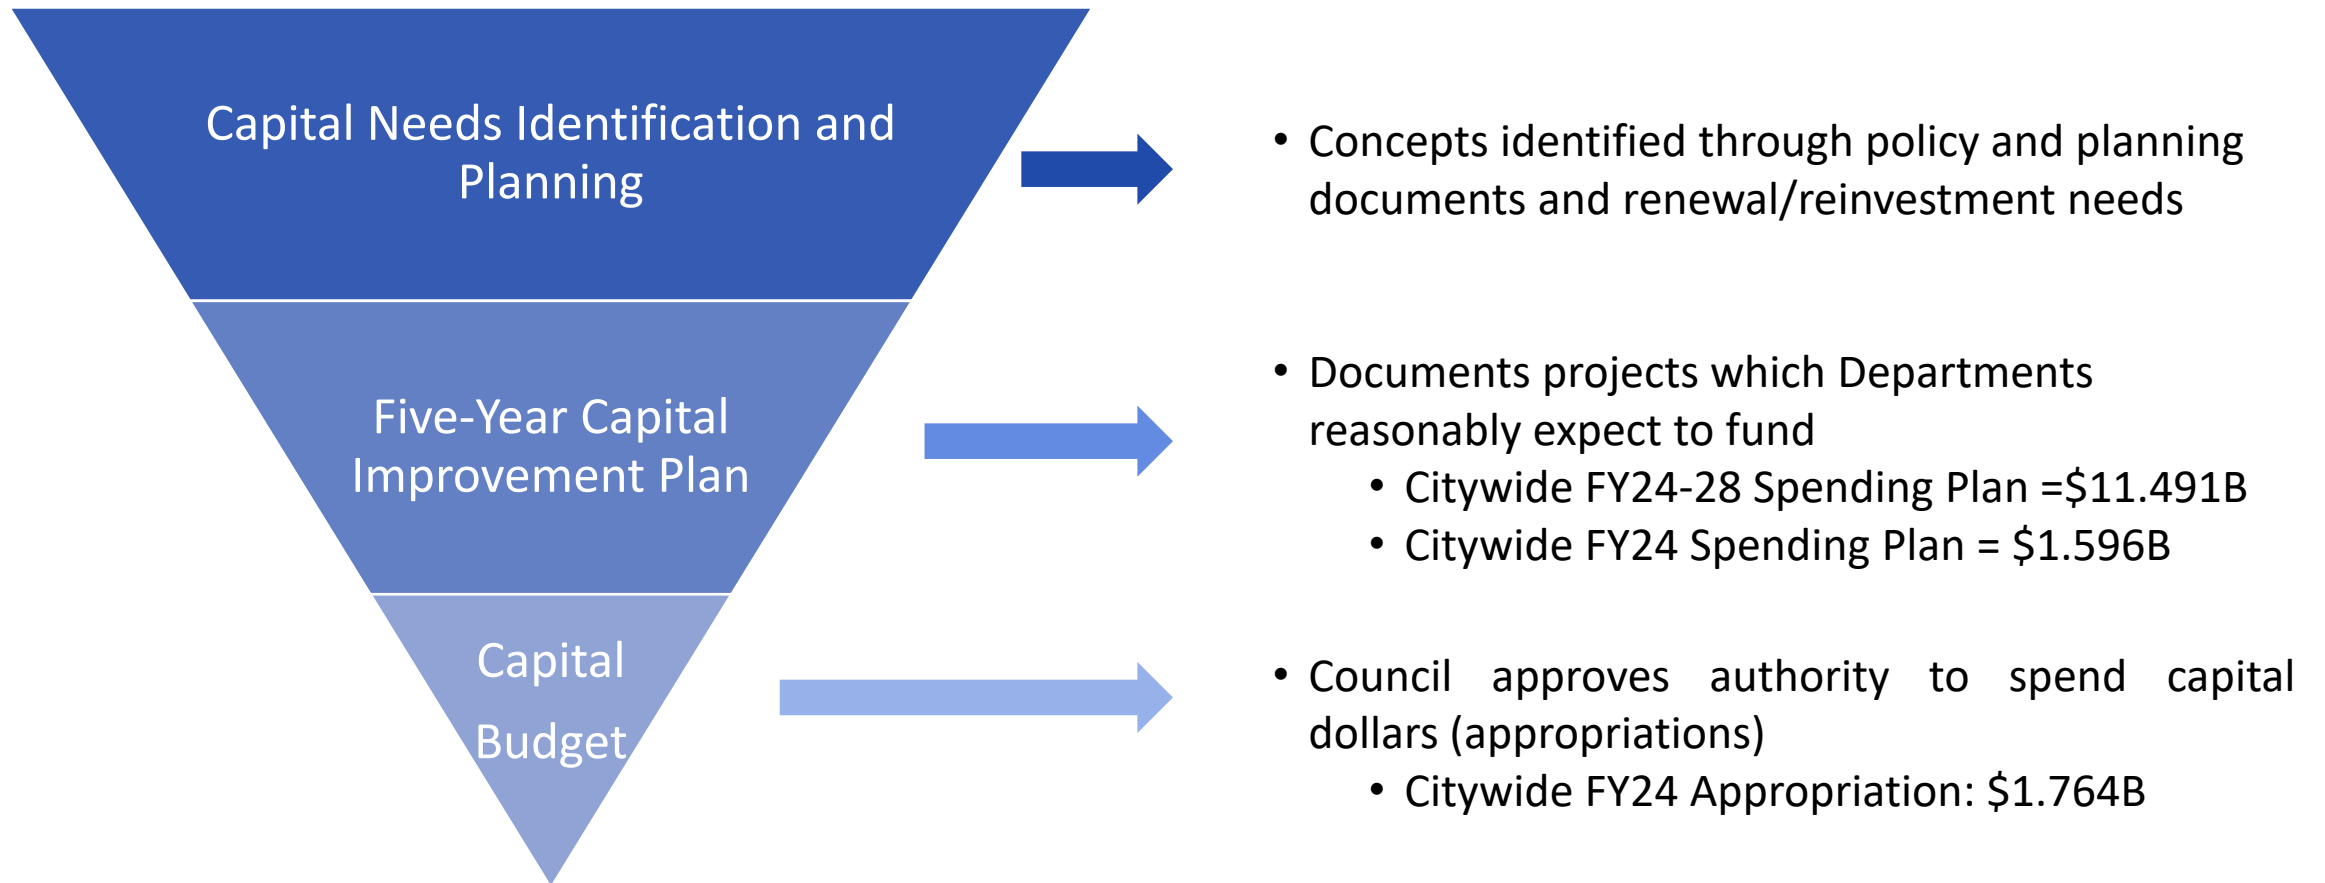 Capital Needs Identification and
Planning
• Concepts identified through policy and planning
documents and renewal/reinvestment needs
Five-Year Capital
Improvement Plan
• Documents projects which Departments
reasonably expect to fund
• Citywide FY24-28 Spending Plan =$11.491B
• Citywide FY24 Spending Plan = $1.596B
Capital
Budget
• Council approves authority to spend capital
dollars (appropriations)
• Citywide FY24 Appropriation: $1.764B